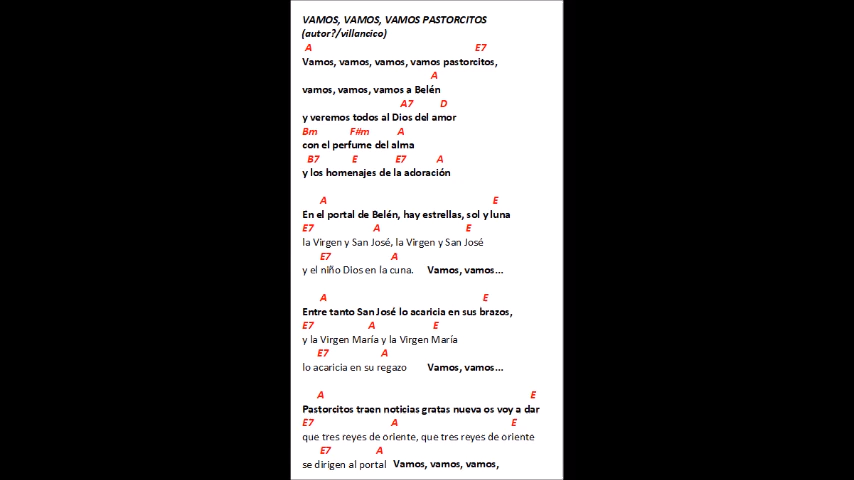 VAMOS, VAMOS, VAMOS PASTORCITOS
(autor?/villancico)
A E7
Vamos, vamos, vamos, vamos pastorcitos,
A
vamos, vamos, vamos a Belén
A7 D
y veremos todos al Dios del amor
Bm F#m A
con el perfume del alma
B7 E E7 A
y los homenajes de la adoración
A E
En el portal de Belén, hay estrellas, sol y luna
E7 A E
la Virgen y San José, la Virgen y San José
E7 A
y el niño Dios en la cuna. Vamos, vamos...
A E
Entre tanto San José lo acaricia en sus brazos,
E7 A E
y la Virgen María y la Virgen María
E7 A
lo acaricia en su regazo Vamos, vamos...
A E
Pastorcitos traen noticias gratas nueva os voy a dar
E7 A E
que tres reyes de oriente, que tres reyes de oriente
E7 A
se dirigen al portal Vamos, vamos, vamos,